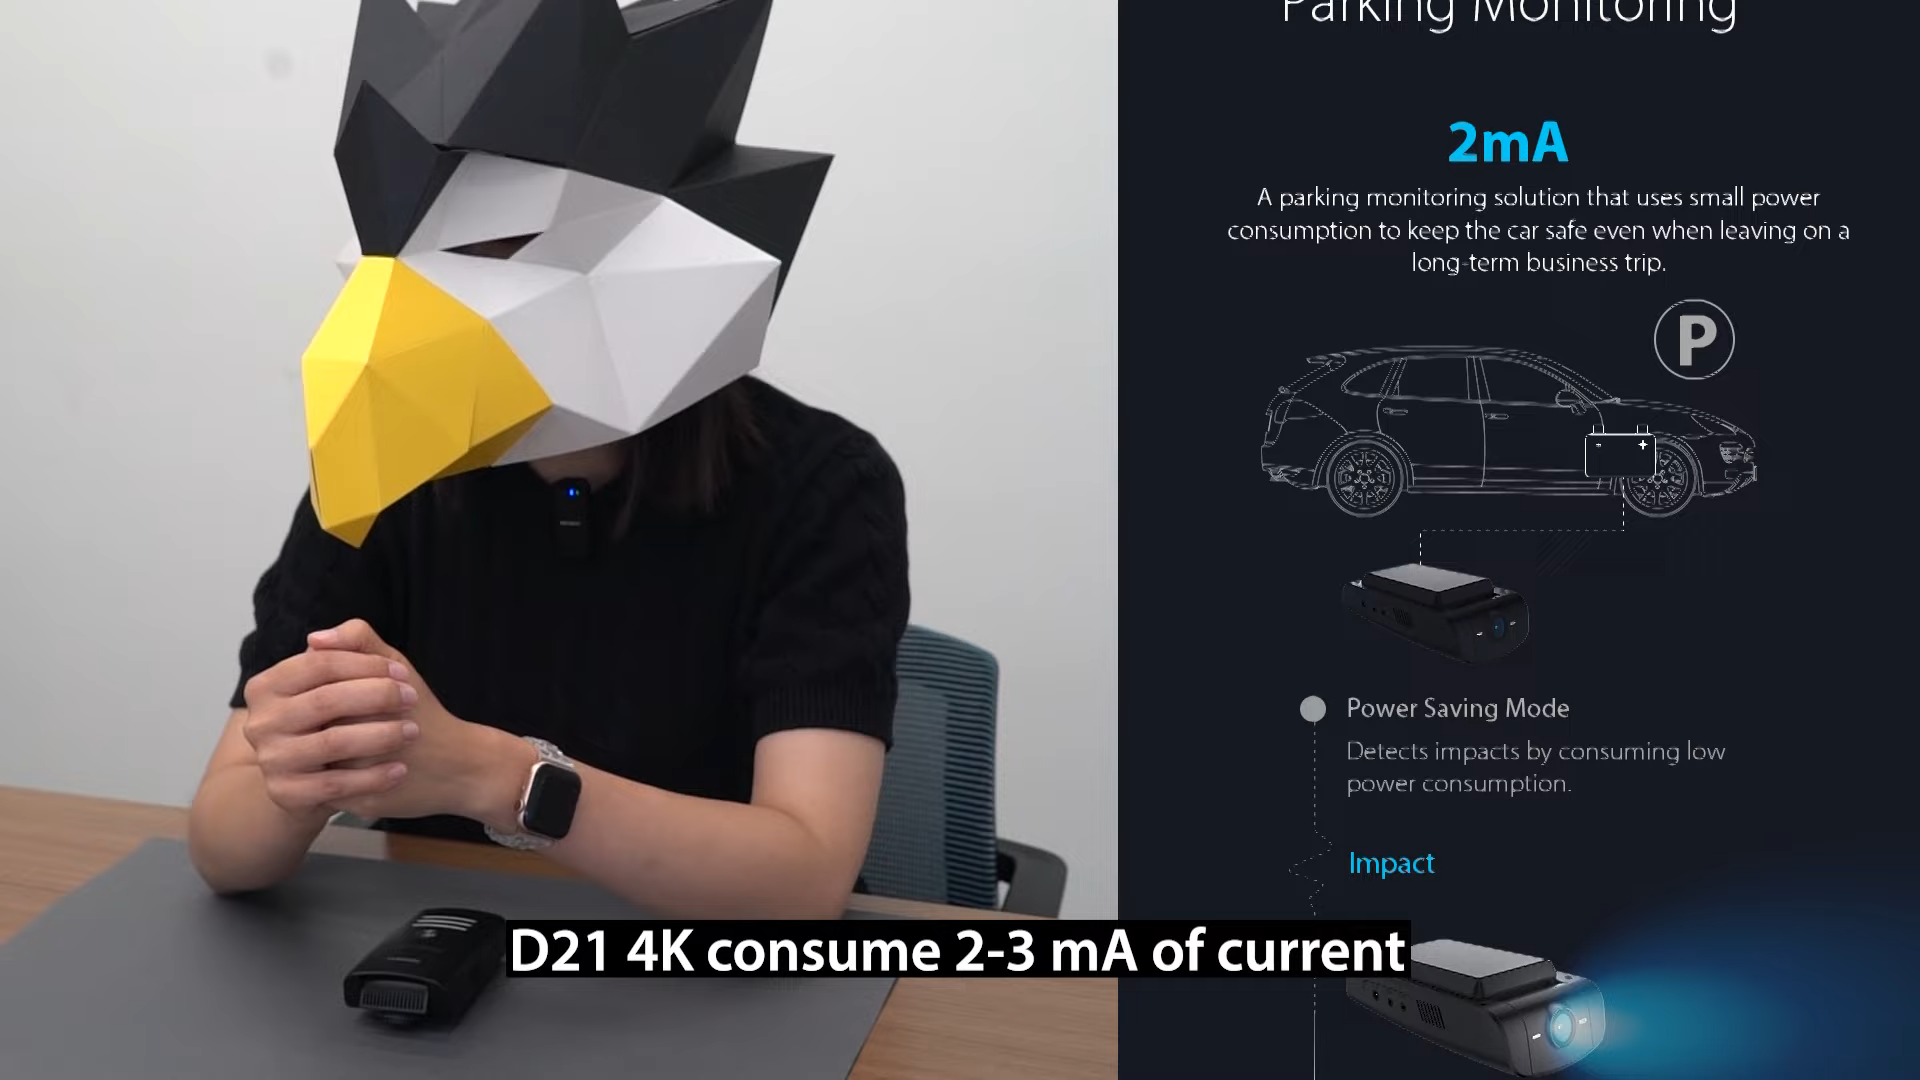 Parking Monitoring
2mA
A parking monitoring solution that uses small power
consumption to keep the car safe even when leaving on a
long-term business trip.
P
Power Saving Mode
Detects impacts by consuming low
power consumption.
Impact
D21 4K consume 2-3 mA of current